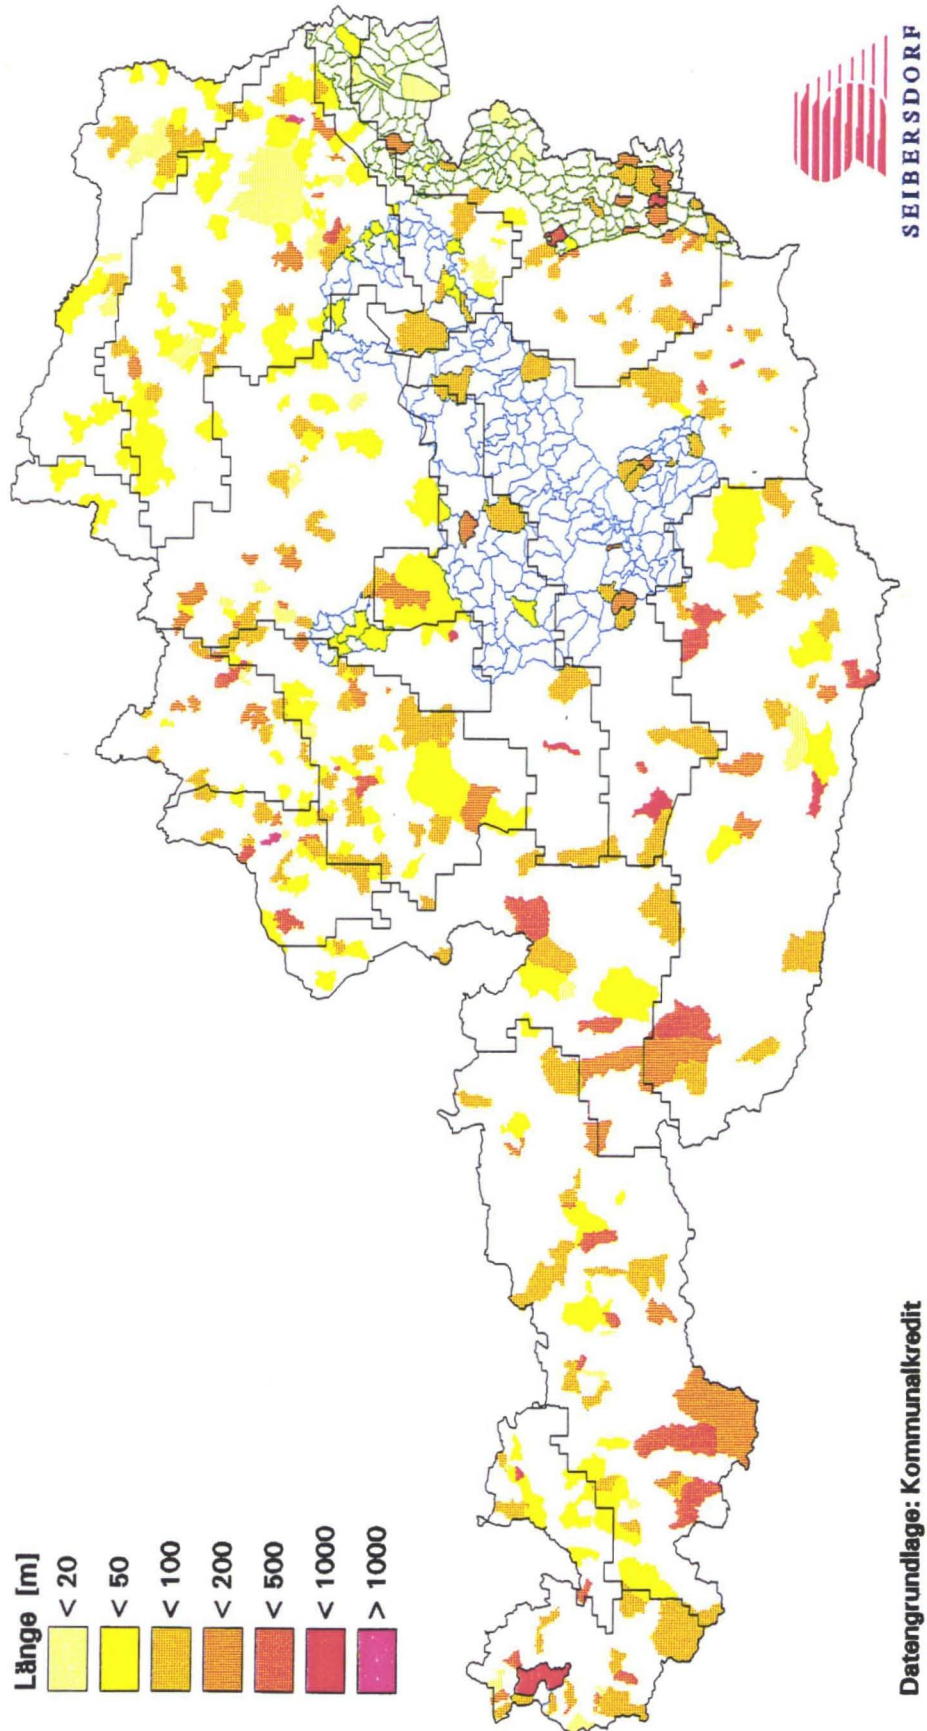 Länge [m]
< 20
< 50
< 100
< 200
< 500
< 1000
> 1000
SEIBERSDORF
Datengrundlage: Kommunalkredit